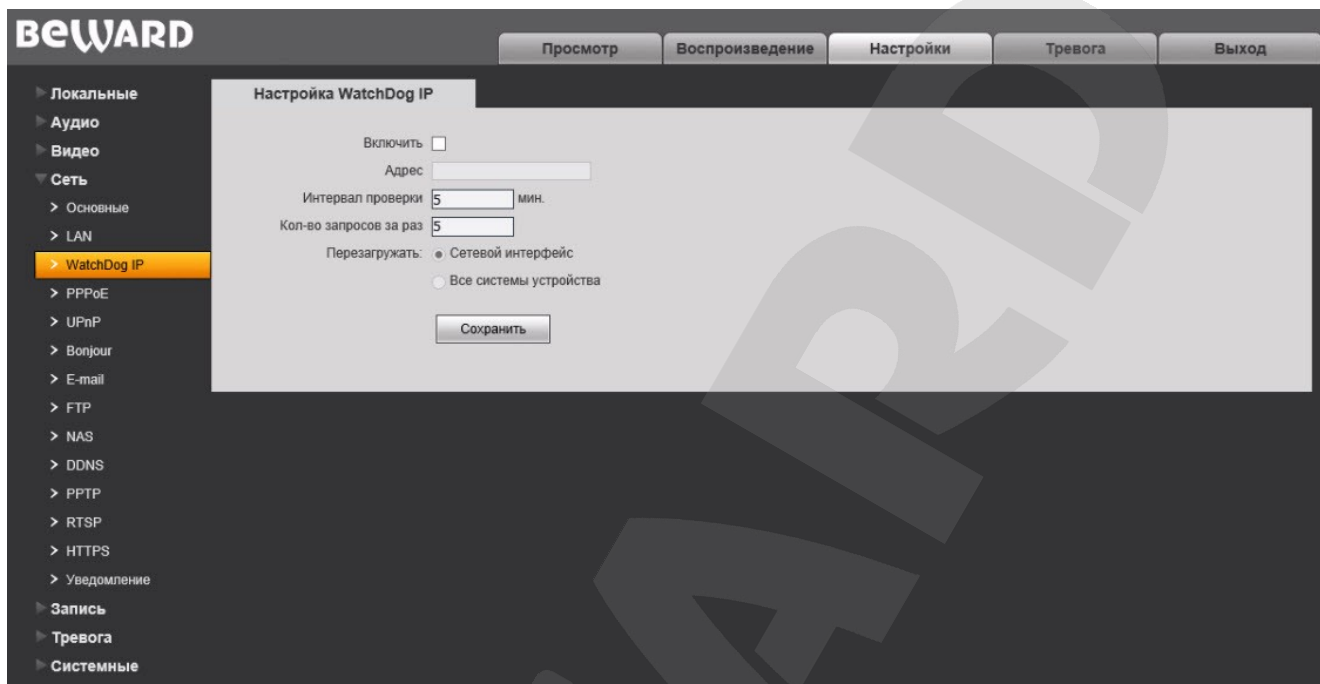 BEWARD
Просмотр
Воспроизведение
Настройки
Тревога
Выход
Локальные
Аудио
Видео
Сеть
> Основные
> LAN
> WatchDog IP
> PPPoE
> UPnP
> Bonjour
> E-mail
> FTP
> NAS
> DDNS
> PPTP
> RTSP
> HTTPS
> Уведомление
Запись
Тревога
Системные
Настройка WatchDog IP
Включить
Адрес
Интервал проверки 5 мин.
Кол-во запросов за раз 5
Перезагружать: Сетевой интерфейс
Все системы устройства
Сохранить
ARD